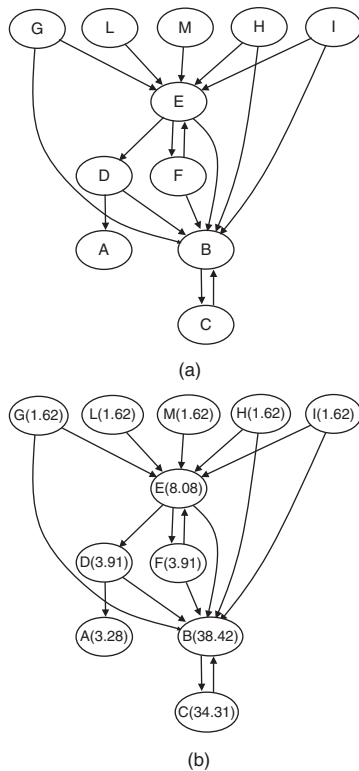 G L M H I
E
D F
A B
C
(a)
G(1.62) L(1.62) M(1.62) H(1.62) I(1.62)
E(8.08)
D(3.91) F(3.91)
A(3.28) B(38.42)
C(34.31)
(b)